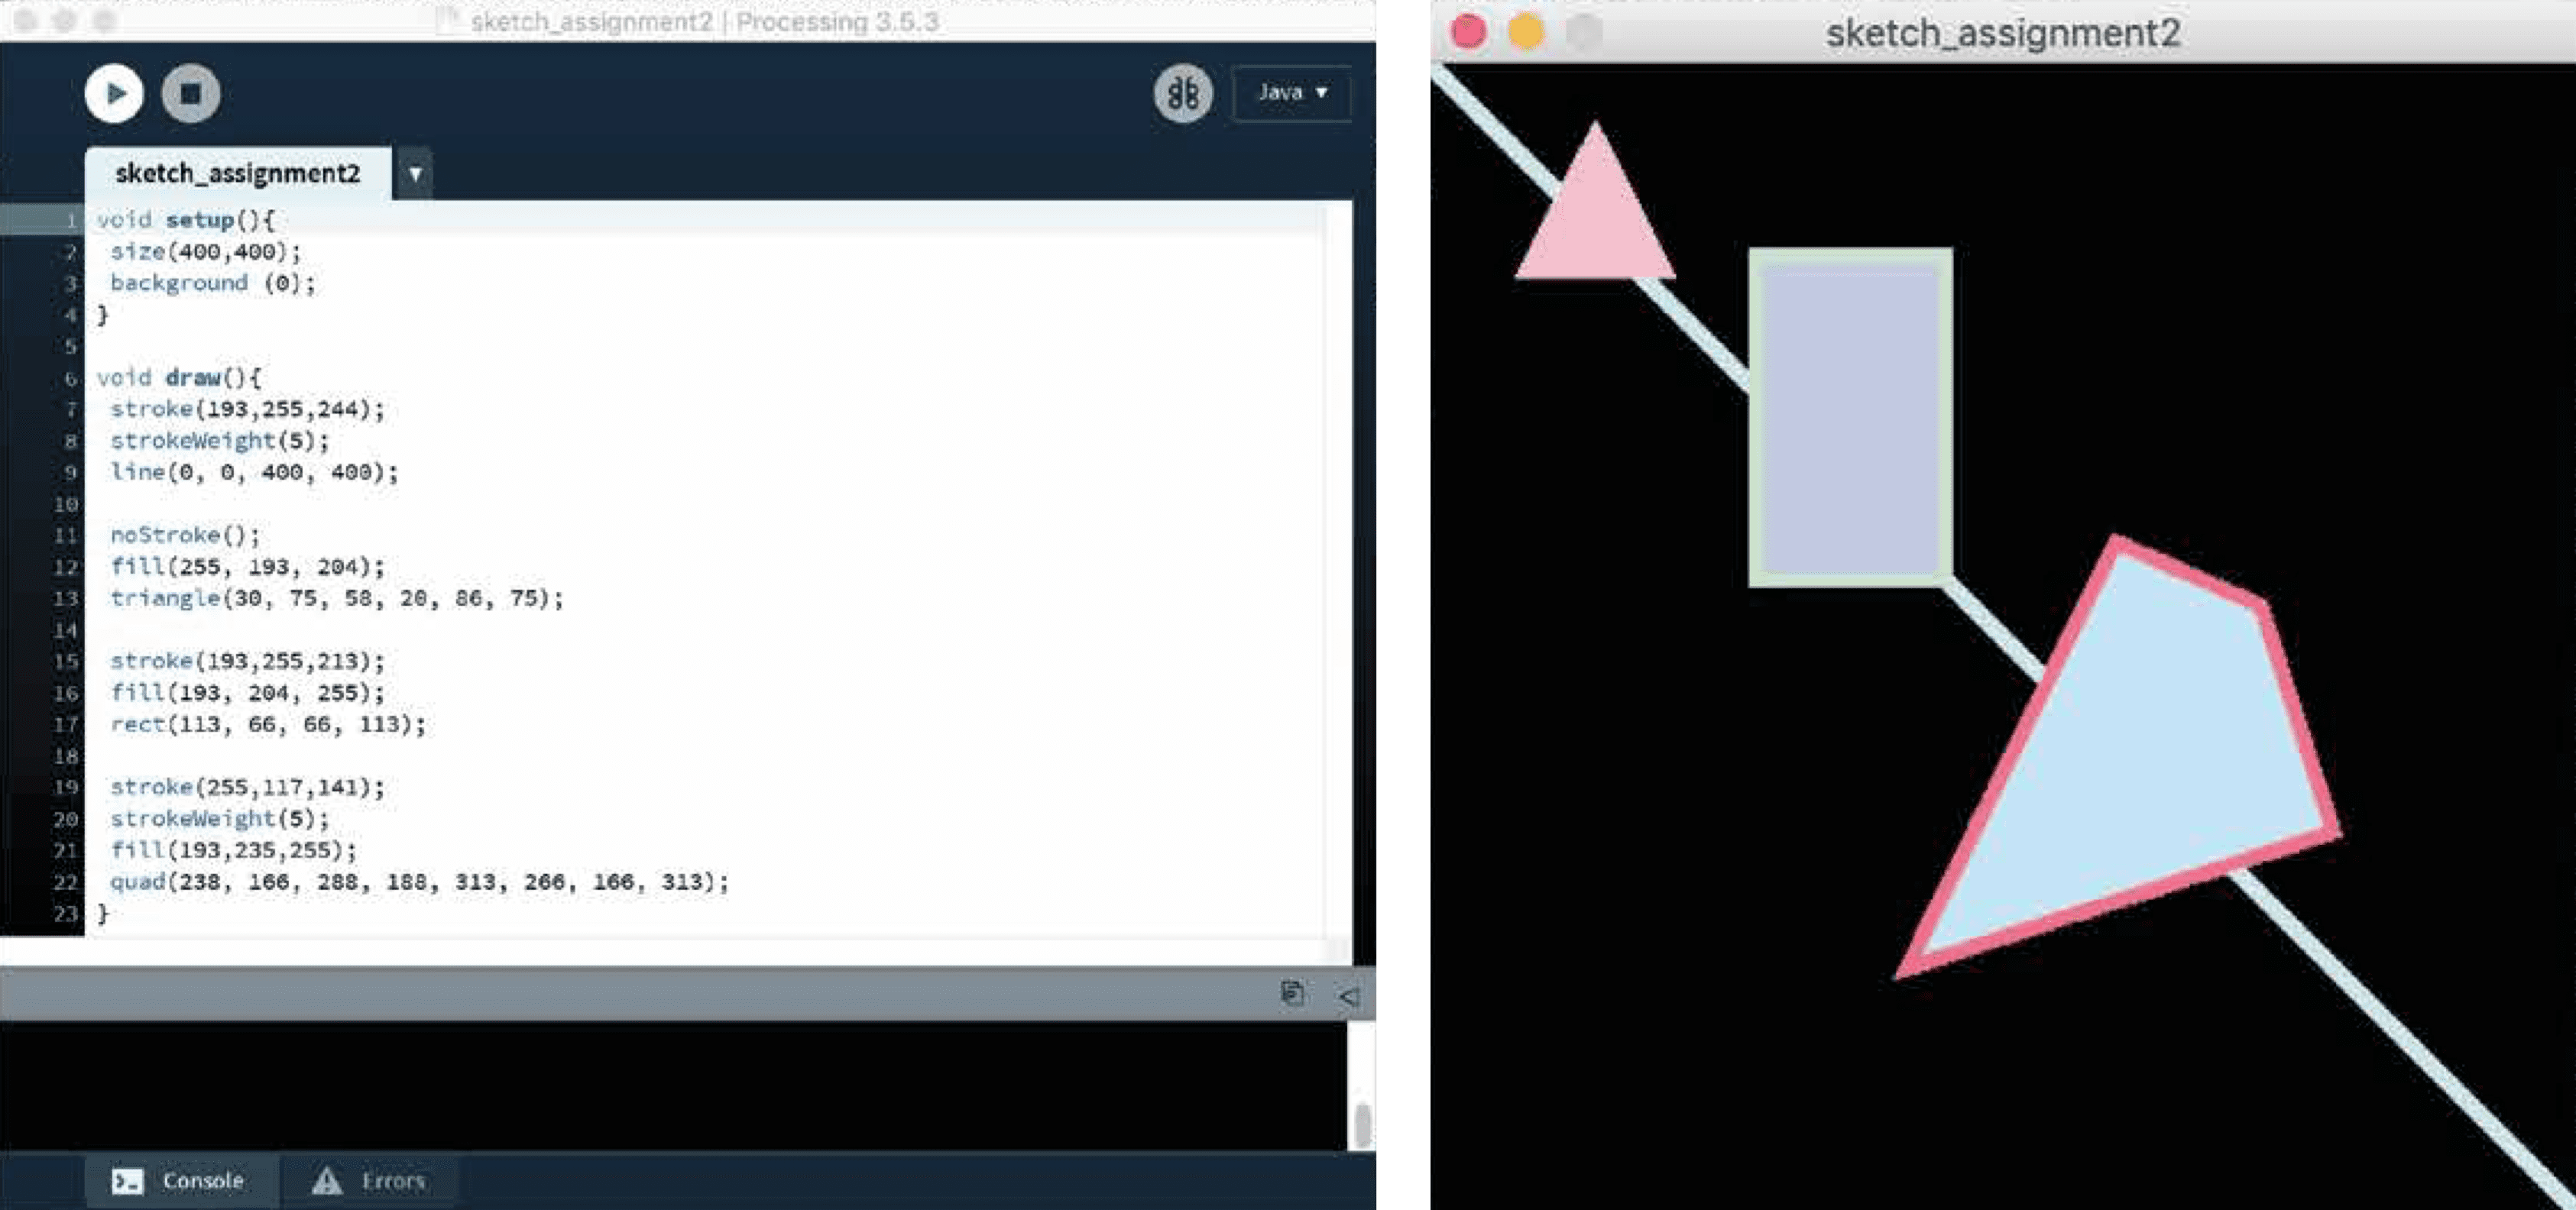 sketch_assignment2 | Processing 3.5.3
Java
sketch_assignment2
1 void setup(){
2 size(400,400);
3 background (0);
4 }
5
6 void draw(){
7 stroke(193,255,244);
8 strokeWeight(5);
9 line(0, 0, 400, 400);
10
11 noStroke();
12 fill(255, 193, 204);
13 triangle(30, 75, 58, 20, 86, 75);
14
15 stroke(193,255,213);
16 fill(193, 204, 255);
17 rect(113, 66, 66, 113);
18
19 stroke(255,117,141);
20 strokeWeight(5);
21 fill(193,235,255);
22 quad(238, 166, 288, 188, 313, 266, 166, 313);
23 }
Console
Errors
sketch_assignment2